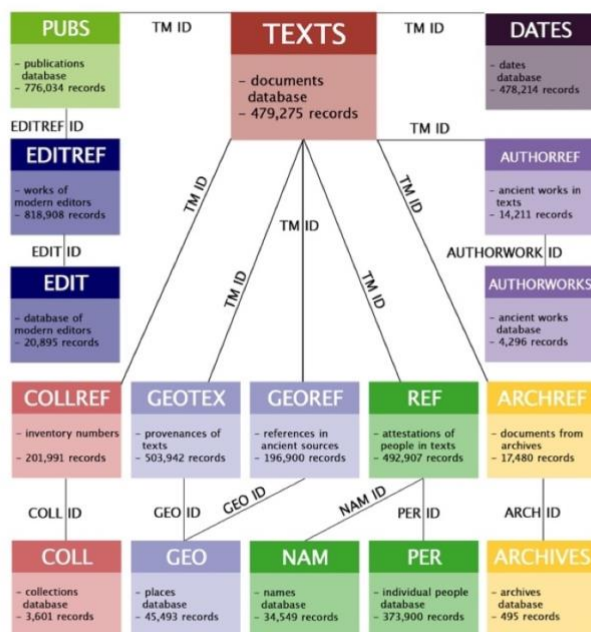 PUBS
- publications
database
- 776,034 records
TM ID
TEXTS
- documents
database
- 479,275 records
TM ID
DATES
- dates
database
- 478,214 records
EDITREF ID
EDITREF
- works of
modern editors
- 818,908 records
EDIT ID
EDIT
- database of
modern editors
- 20,895 records
TM ID
AUTHORREF
- ancient works in
texts
- 14,211 records
AUTHORWORK ID
AUTHORWORKS
- ancient works
database
- 4,296 records
TM ID
TM ID
TM ID
TM ID
TM ID
COLLREF
- inventory numbers
- 201,991 records
GEOTEX
- provenances of
texts
- 503,942 records
GEOREF
- references in
ancient sources
- 196,900 records
REF
- attestations of
people in texts
- 492,907 records
ARCHREF
- documents from
archives
- 17,480 records
COLL ID
GEO ID
GEO ID
NAM ID
PER ID
ARCH ID
COLL
- collections
database
- 3,601 records
GEO
- places
database
- 45,493 records
NAM
- names
database
- 34,549 records
PER
- individual people
database
- 373,900 records
ARCHIVES
- archives
database
- 495 records